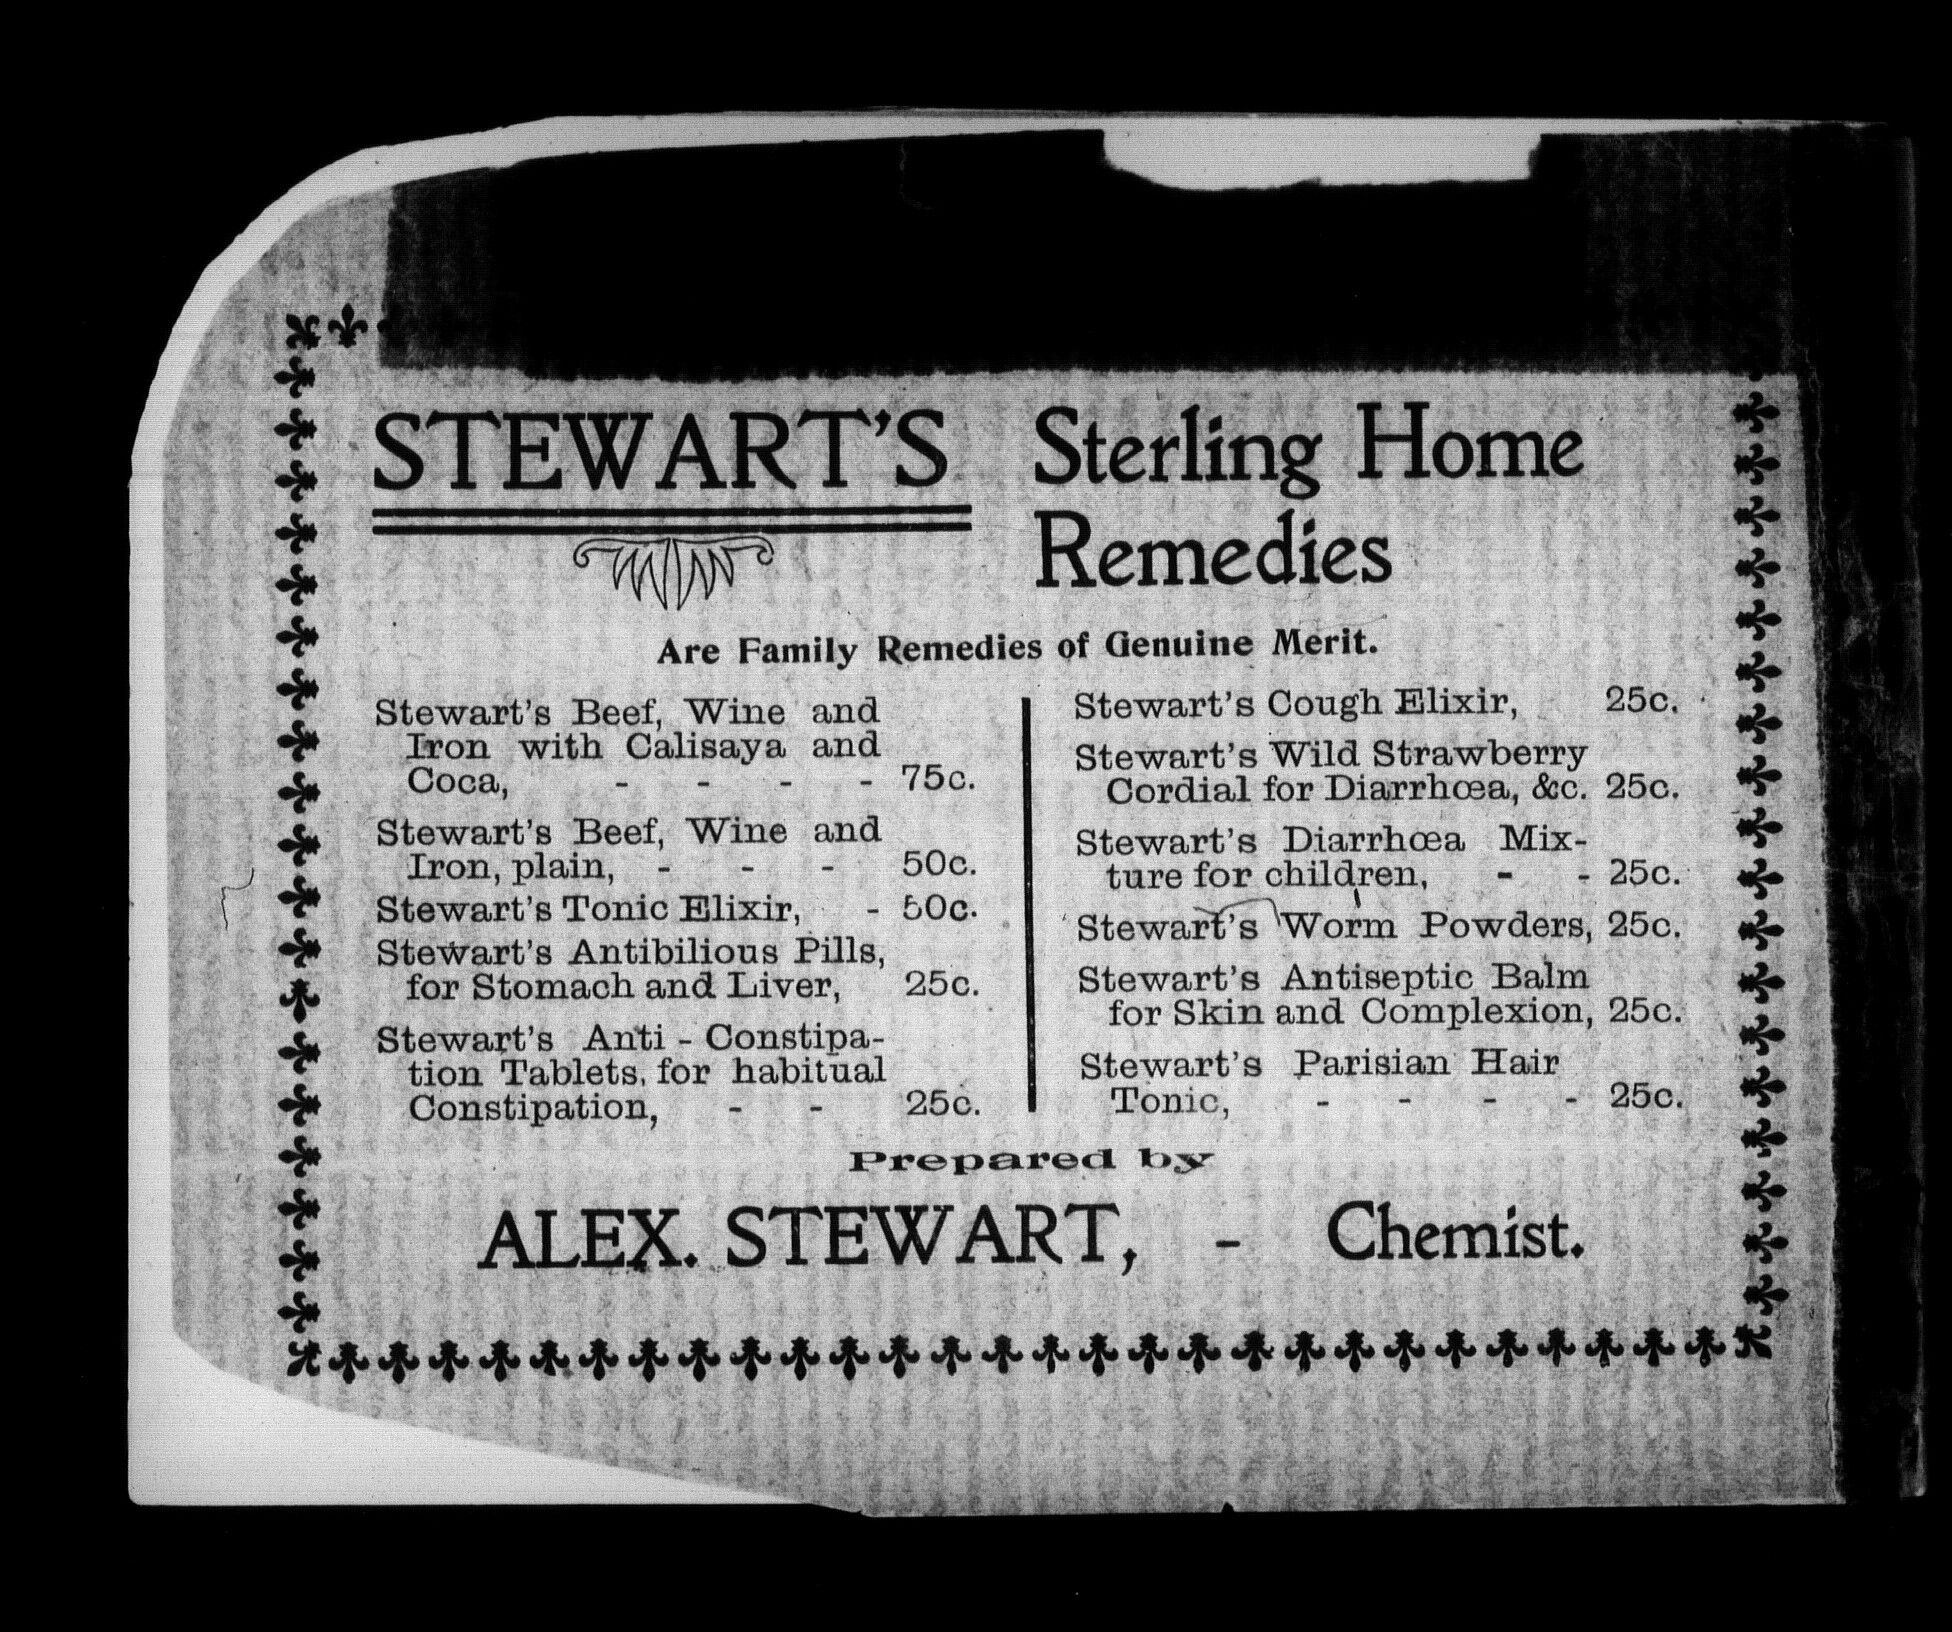 STEWART'S Sterling Home
Remedies
Are Family Remedies of Genuine Merit.
Stewart's Beef, Wine and
Iron with Calisaya and
Coca, - - - - 75c.
Stewart's Beef, Wine and
Iron, plain, - - - 50c.
Stewart's Tonic Elixir, - 50c.
Stewart's Antibilious Pills,
for Stomach and Liver, 25c.
Stewart's Anti-Constipa-
tion Tablets, for habitual
Constipation, - - 25c.
Stewart's Cough Elixir, 25c.
Stewart's Wild Strawberry
Cordial for Diarrhœa, &c. 25c.
Stewart's Diarrhœa Mix-
ture for children, - - 25c.
Stewart's Worm Powders, 25c.
Stewart's Antiseptic Balm
for Skin and Complexion, 25c.
Stewart's Parisian Hair
Tonic, - - - - 25c.
Prepared by
ALEX. STEWART, - Chemist.